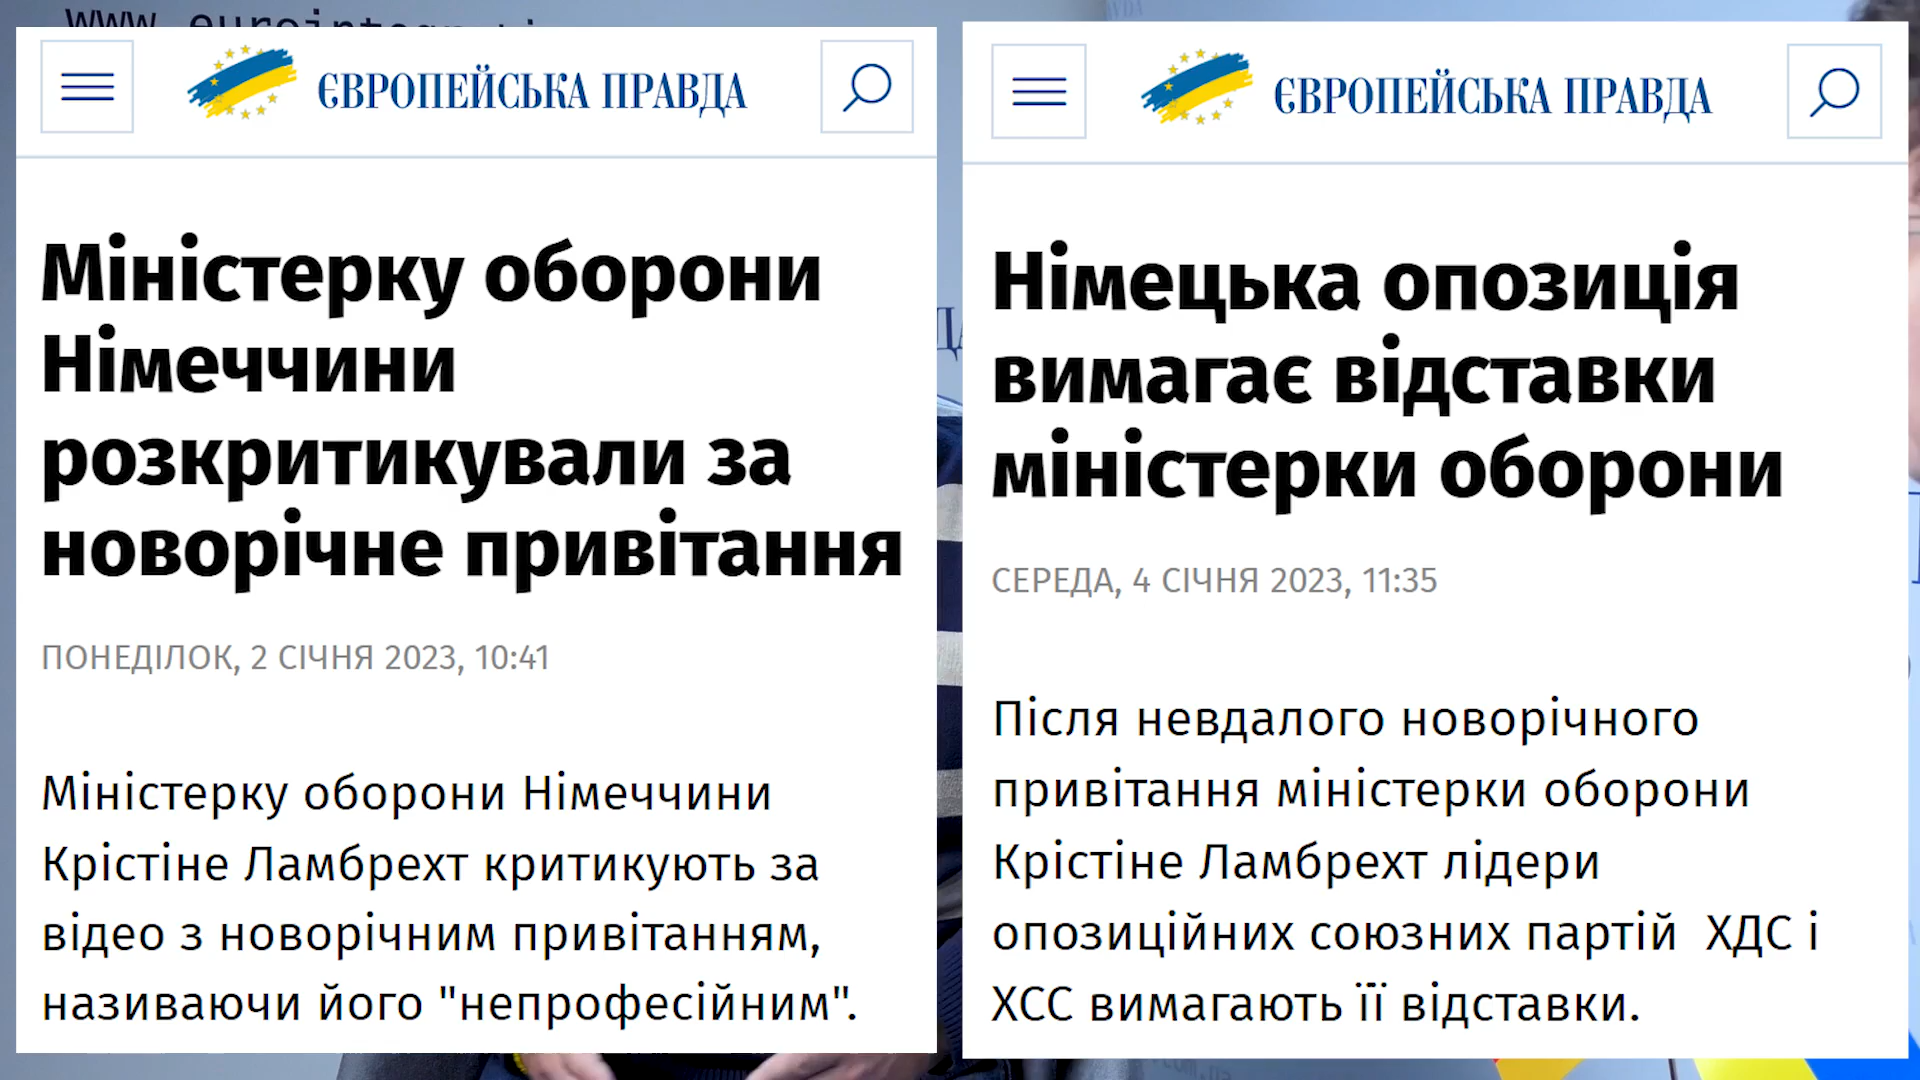 ЄВРОПЕЙСЬКА ПРАВДА
Міністерку оборони
Німеччини
розкритикували за
новорічне привітання
ПОНЕДІЛОК, 2 СІЧНЯ 2023, 10:41
Міністерку оборони Німеччини
Крістіне Ламбрехт критикують за
відео з новорічним привітанням,
називаючи його "непрофесійним".
ЄВРОПЕЙСЬКА ПРАВДА
Німецька опозиція
вимагає відставки
міністерки оборони
СЕРЕДА, 4 СІЧНЯ 2023, 11:35
Після невдалого новорічного
привітання міністерки оборони
Крістіне Ламбрехт лідери
опозиційних союзних партій  ХДС і
ХСС вимагають її відставки.